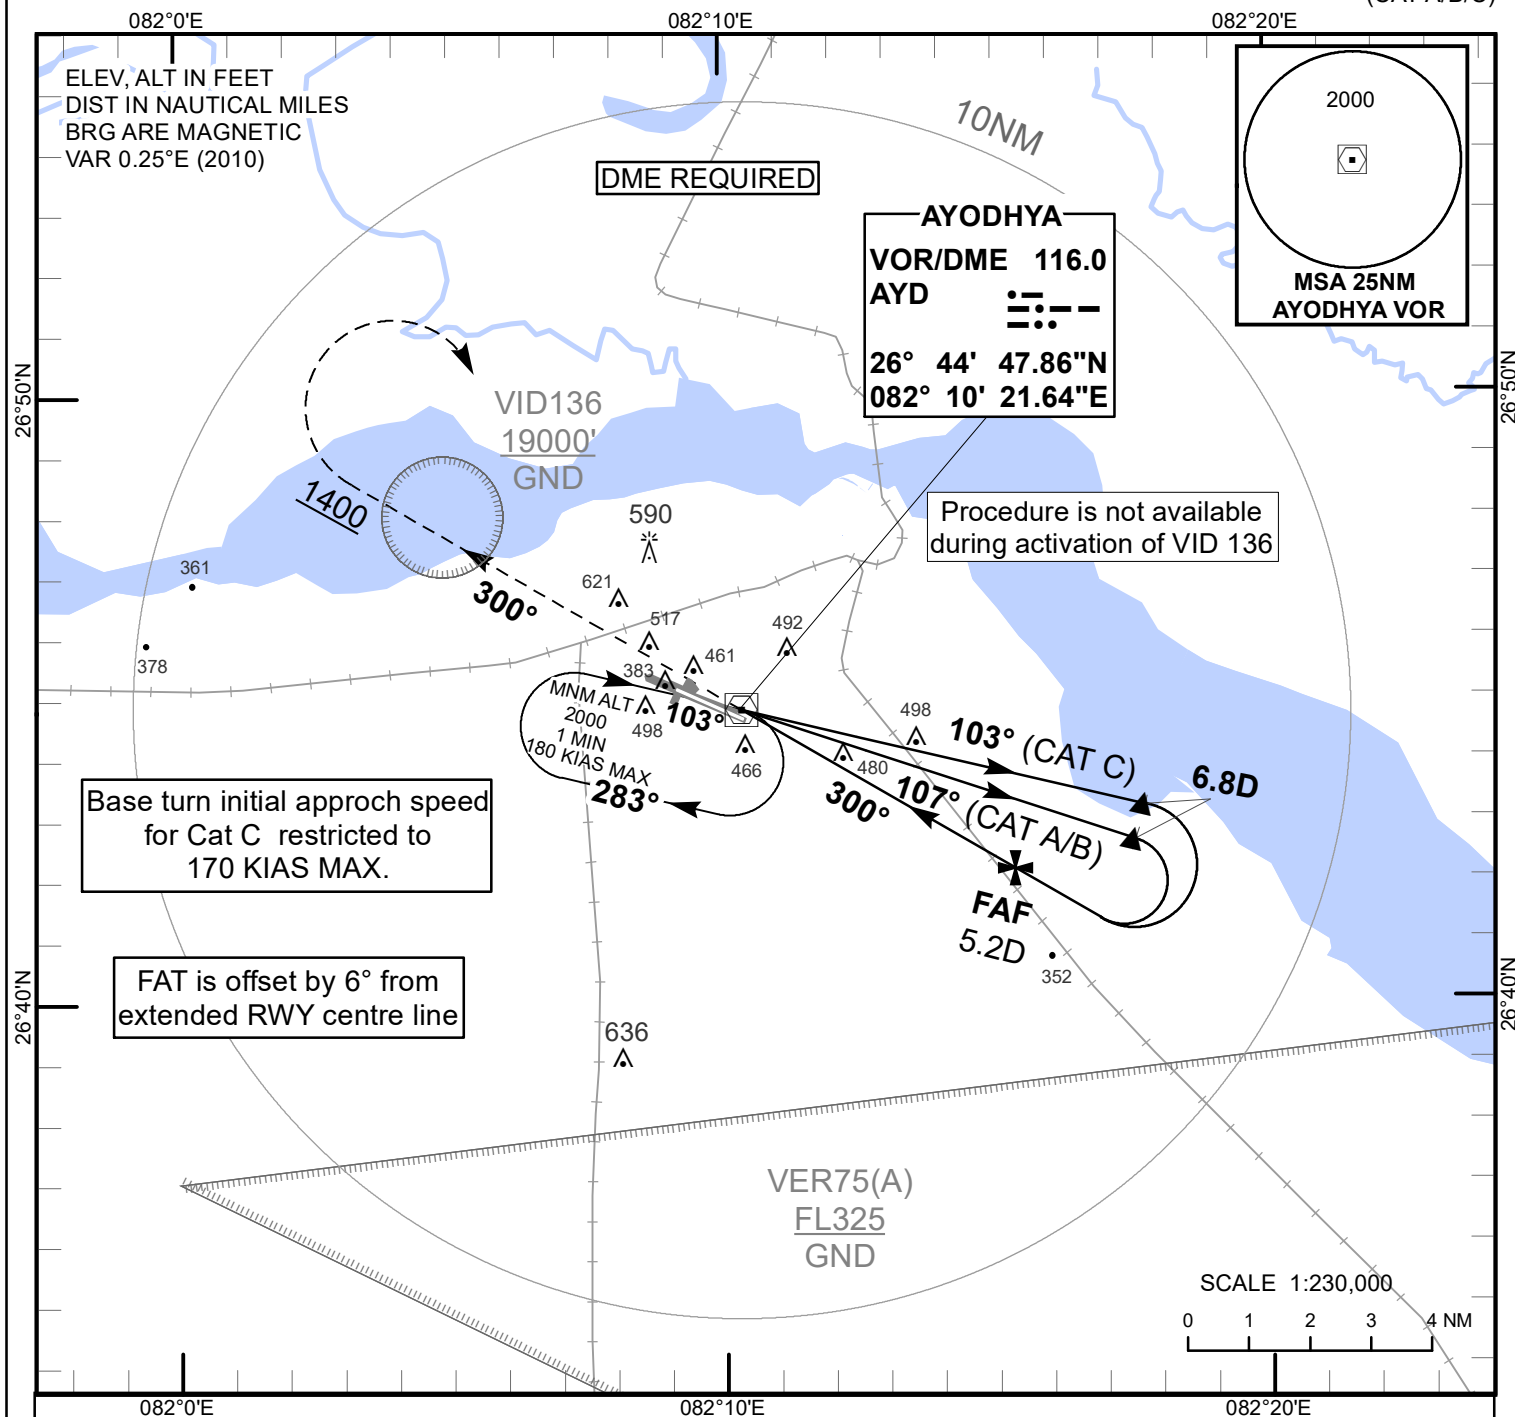 082°0'E
082°10'E
082°20'E
ELEV, ALT IN FEET
DIST IN NAUTICAL MILES
BRG ARE MAGNETIC
VAR 0.25°E (2010)
10NM
2000
MSA 25NM
AYODHYA VOR
DME REQUIRED
AYODHYA
VOR/DME 116.0
AYD
26° 44' 47.86"N
082° 10' 21.64"E
26°50'N
26°50'N
VID136
19000'
GND
1400
Procedure is not available
during activation of VID 136
590
361
621
300°
517
492
378
461
383
MNM ALT
2000
1 MIN
180 KIAS MAX
498
103°
466
283°
498
480
103° (CAT C)
6.8D
107° (CAT A/B)
300°
Base turn initial approch speed
for Cat C restricted to
170 KIAS MAX.
FAF
5.2D
352
FAT is offset by 6° from
extended RWY centre line
26°40'N
26°40'N
636
VER75(A)
FL325
GND
SCALE 1:230,000
0 1 2 3 4 NM
082°0'E
082°10'E
082°20'E